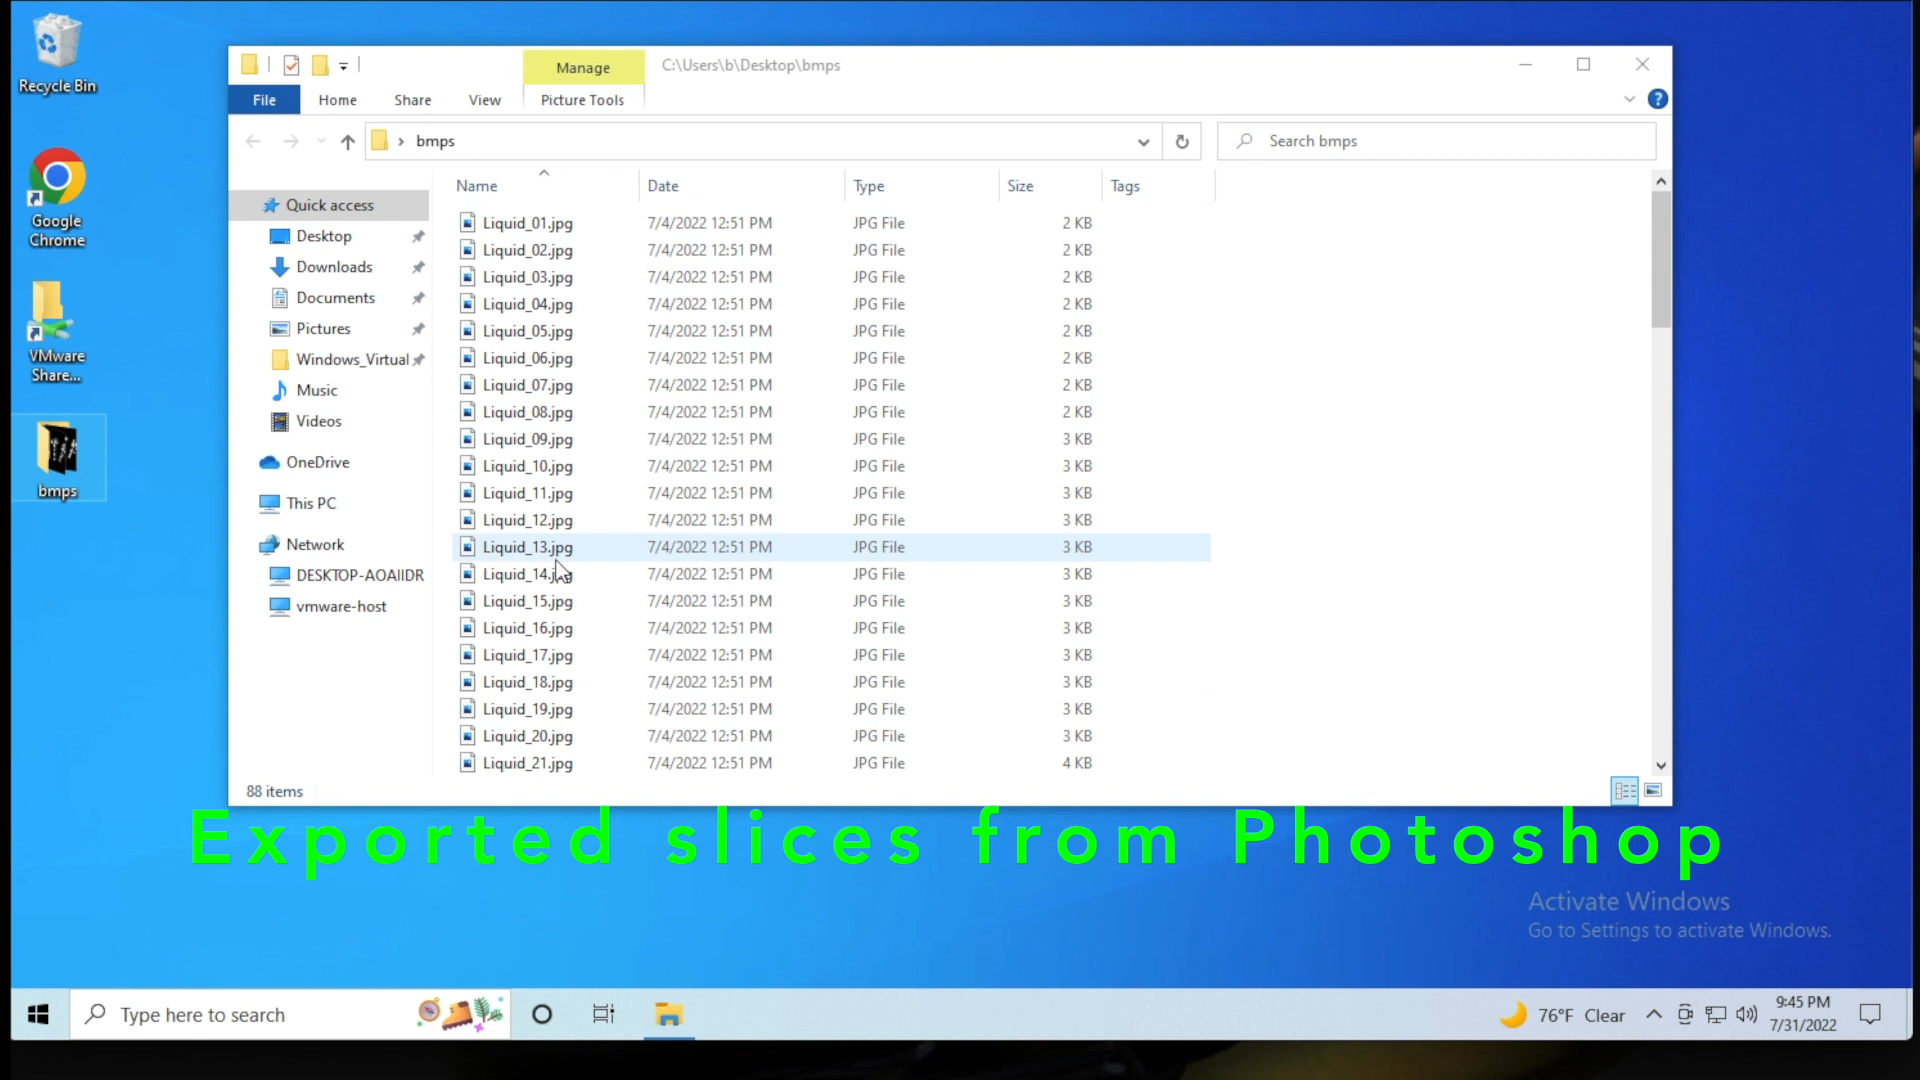 Recycle Bin
Google
Chrome
VMware
Share...
bmps
Manage
C:\Users\b\Desktop\bmps
File
Home
Share
View
Picture Tools
bmps
Search bmps
Quick access
Desktop
Downloads
Documents
Pictures
Windows_Virtual
Music
Videos
OneDrive
This PC
Network
DESKTOP-AOAIIDR
vmware-host
Name Date Type Size Tags
Liquid_01.jpg 7/4/2022 12:51 PM JPG File 2 KB
Liquid_02.jpg 7/4/2022 12:51 PM JPG File 2 KB
Liquid_03.jpg 7/4/2022 12:51 PM JPG File 2 KB
Liquid_04.jpg 7/4/2022 12:51 PM JPG File 2 KB
Liquid_05.jpg 7/4/2022 12:51 PM JPG File 2 KB
Liquid_06.jpg 7/4/2022 12:51 PM JPG File 2 KB
Liquid_07.jpg 7/4/2022 12:51 PM JPG File 2 KB
Liquid_08.jpg 7/4/2022 12:51 PM JPG File 2 KB
Liquid_09.jpg 7/4/2022 12:51 PM JPG File 3 KB
Liquid_10.jpg 7/4/2022 12:51 PM JPG File 3 KB
Liquid_11.jpg 7/4/2022 12:51 PM JPG File 3 KB
Liquid_12.jpg 7/4/2022 12:51 PM JPG File 3 KB
Liquid_13.jpg 7/4/2022 12:51 PM JPG File 3 KB
Liquid_14.jpg 7/4/2022 12:51 PM JPG File 3 KB
Liquid_15.jpg 7/4/2022 12:51 PM JPG File 3 KB
Liquid_16.jpg 7/4/2022 12:51 PM JPG File 3 KB
Liquid_17.jpg 7/4/2022 12:51 PM JPG File 3 KB
Liquid_18.jpg 7/4/2022 12:51 PM JPG File 3 KB
Liquid_19.jpg 7/4/2022 12:51 PM JPG File 3 KB
Liquid_20.jpg 7/4/2022 12:51 PM JPG File 3 KB
Liquid_21.jpg 7/4/2022 12:51 PM JPG File 4 KB
88 items
Exported slices from Photoshop
Activate Windows
Go to Settings to activate Windows.
Type here to search
76°F Clear
9:45 PM
7/31/2022